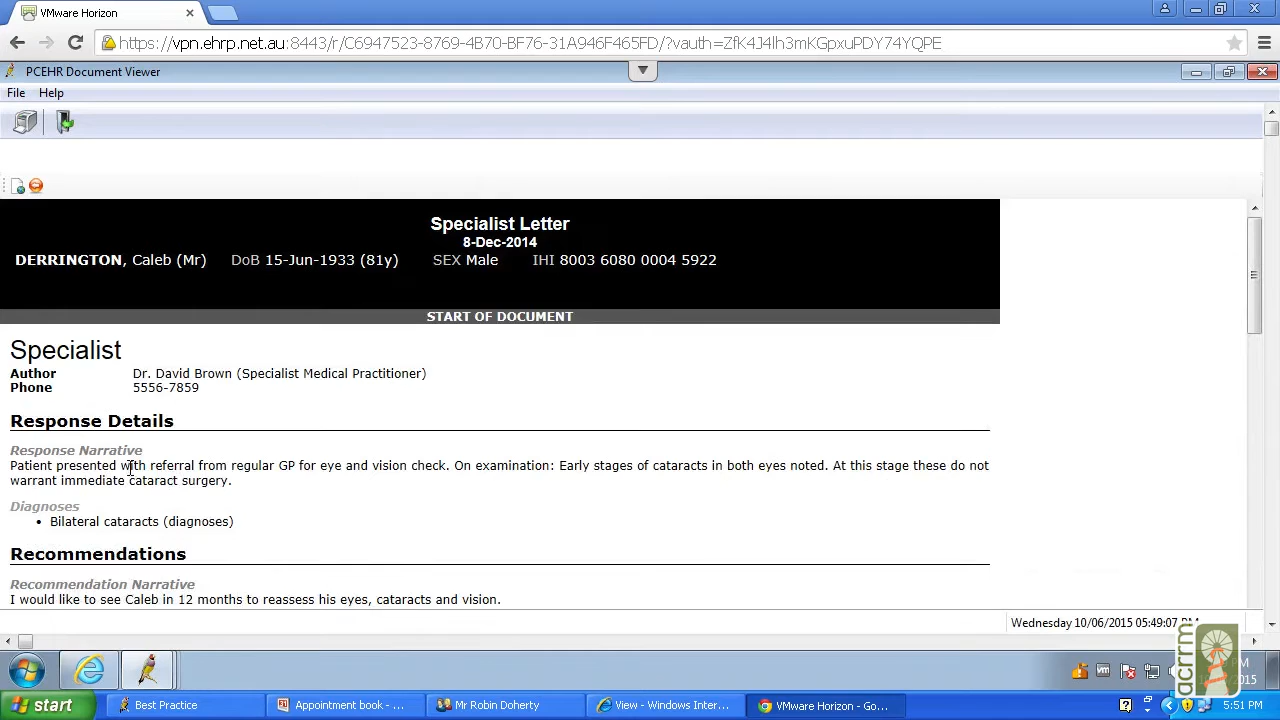 VMware Horizon
https://vpn.ehrp.net.au:8443/r/C6947523-8769-4B70-BF76-31A946F465FD/?vauth=ZfK4J4lh3mKGpxuPDY74YQPE
PCEHR Document Viewer
File Help
Specialist Letter
8-Dec-2014
DERRINGTON, Caleb (Mr) DoB 15-Jun-1933 (81y) SEX Male IHI 8003 6080 0004 5922
START OF DOCUMENT
Specialist
Author Dr. David Brown (Specialist Medical Practitioner)
Phone 5556-7859
Response Details
Response Narrative
Patient presented with referral from regular GP for eye and vision check. On examination: Early stages of cataracts in both eyes noted. At this stage these do not
warrant immediate cataract surgery.
Diagnoses
• Bilateral cataracts (diagnoses)
Recommendations
Recommendation Narrative
I would like to see Caleb in 12 months to reassess his eyes, cataracts and vision.
Wednesday 10/06/2015 05:49:07 PM
PM
2015
acrrm
start Best Practice Appointment book - ... Mr Robin Doherty View - Windows Inter... VMware Horizon - Go... 5:51 PM